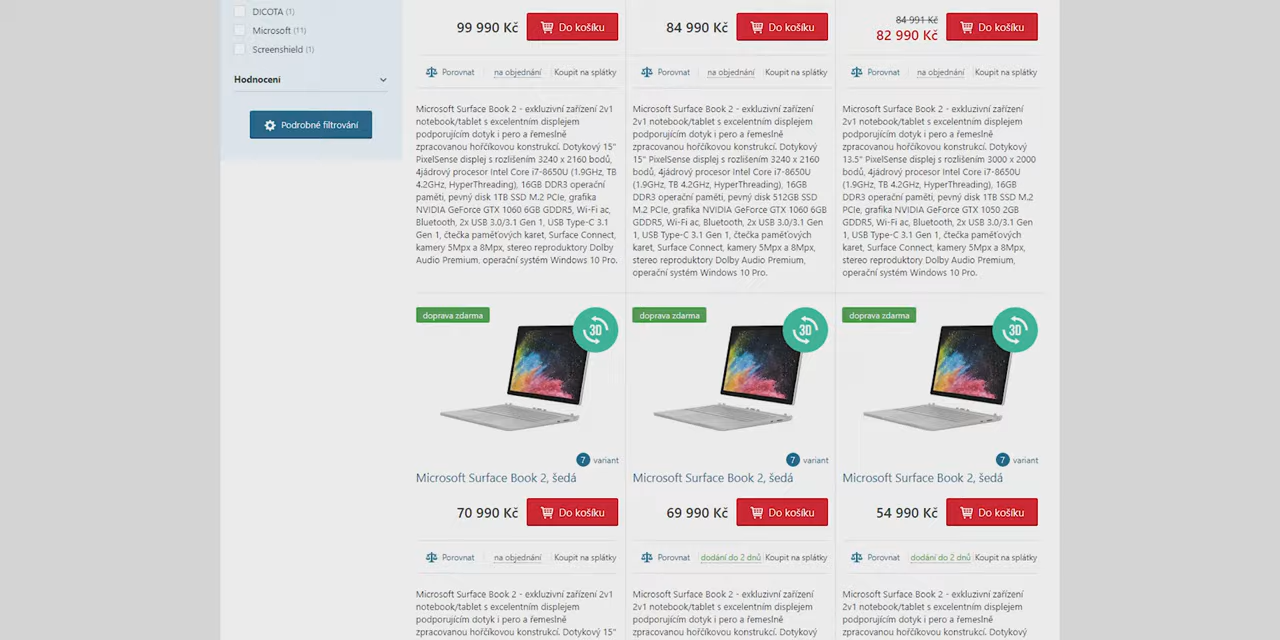 DICOTA (1)
Microsoft (11)
Screenshield (1)
Hodnocení
Podrobné filtrování
99 990 Kč
Do košíku
Porovnat
na objednání
Koupit na splátky
Microsoft Surface Book 2 - exkluzivní zařízení 2v1
notebook/tablet s excelentním displejem
podporujícím dotyk i pero a řemeslně
zpracovanou hořčíkovou konstrukcí. Dotykový 15"
PixelSense displej s rozlišením 3240 x 2160 bodů,
4jádrový procesor Intel Core i7-8650U (1.9GHz, TB
4.2GHz, HyperThreading), 16GB DDR3 operační
paměti, pevný disk 1TB SSD M.2 PCIe, grafika
NVIDIA GeForce GTX 1060 6GB GDDR5, Wi-Fi ac,
Bluetooth, 2x USB 3.0/3.1 Gen 1, USB Type-C 3.1
Gen 1, čtečka paměťových karet, Surface Connect,
kamery 5Mpx a 8Mpx, stereo reproduktory Dolby
Audio Premium, operační systém Windows 10 Pro.
84 990 Kč
Do košíku
Porovnat
na objednání
Koupit na splátky
Microsoft Surface Book 2 - exkluzivní zařízení
2v1 notebook/tablet s excelentním displejem
podporujícím dotyk i pero a řemeslně
zpracovanou hořčíkovou konstrukcí. Dotykový
15" PixelSense displej s rozlišením 3240 x 2160
bodů, 4jádrový procesor Intel Core i7-8650U
(1.9GHz, TB 4.2GHz, HyperThreading), 16GB
DDR3 operační paměti, pevný disk 512GB SSD
M.2 PCIe, grafika NVIDIA GeForce GTX 1060 6GB
GDDR5, Wi-Fi ac, Bluetooth, 2x USB 3.0/3.1 Gen
1, USB Type-C 3.1 Gen 1, čtečka paměťových
karet, Surface Connect, kamery 5Mpx a 8Mpx,
stereo reproduktory Dolby Audio Premium,
operační systém Windows 10 Pro.
84 991 Kč
82 990 Kč
Do košíku
Porovnat
na objednání
Koupit na splátky
Microsoft Surface Book 2 - exkluzivní zařízení
2v1 notebook/tablet s excelentním displejem
podporujícím dotyk i pero a řemeslně
zpracovanou hořčíkovou konstrukcí. Dotykový
13.5" PixelSense displej s rozlišením 3000 x 2000
bodů, 4jádrový procesor Intel Core i7-8650U
(1.9GHz, TB 4.2GHz, HyperThreading), 16GB
DDR3 operační paměti, pevný disk 1TB SSD M.2
PCIe, grafika NVIDIA GeForce GTX 1050 2GB
GDDR5, Wi-Fi ac, Bluetooth, 2x USB 3.0/3.1 Gen
1, USB Type-C 3.1 Gen 1, čtečka paměťových
karet, Surface Connect, kamery 5Mpx a 8Mpx,
stereo reproduktory Dolby Audio Premium,
operační systém Windows 10 Pro.
doprava zdarma
3D
7 variant
Microsoft Surface Book 2, šedá
70 990 Kč
Do košíku
Porovnat
na objednání
Koupit na splátky
Microsoft Surface Book 2 - exkluzivní zařízení 2v1
notebook/tablet s excelentním displejem
podporujícím dotyk i pero a řemeslně
zpracovanou hořčíkovou konstrukcí. Dotykový 15"
doprava zdarma
3D
7 variant
Microsoft Surface Book 2, šedá
69 990 Kč
Do košíku
Porovnat
dodání do 2 dnů
Koupit na splátky
Microsoft Surface Book 2 - exkluzivní zařízení
2v1 notebook/tablet s excelentním displejem
podporujícím dotyk i pero a řemeslně
zpracovanou hořčíkovou konstrukcí. Dotykový
doprava zdarma
3D
7 variant
Microsoft Surface Book 2, šedá
54 990 Kč
Do košíku
Porovnat
dodání do 2 dnů
Koupit na splátky
Microsoft Surface Book 2 - exkluzivní zařízení
2v1 notebook/tablet s excelentním displejem
podporujícím dotyk i pero a řemeslně
zpracovanou hořčíkovou konstrukcí. Dotykový